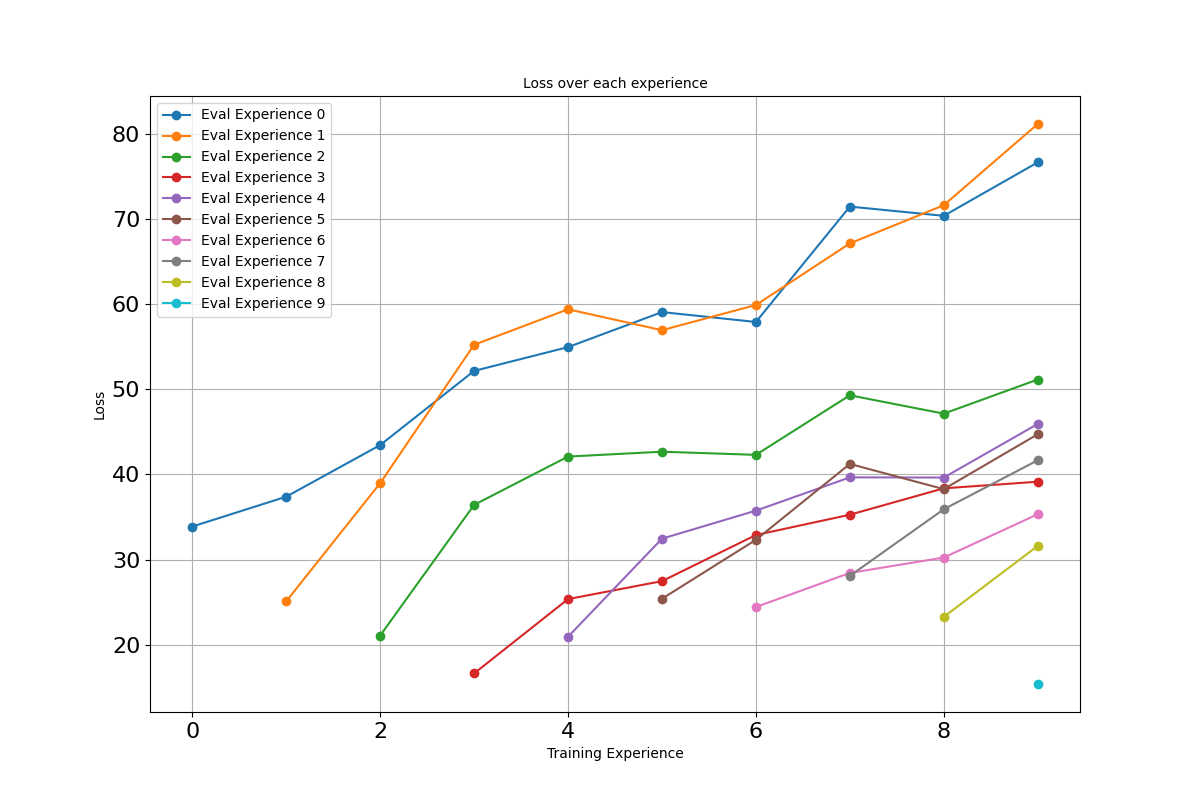 Loss over each experience
Eval Experience 0
Eval Experience 1
Eval Experience 2
Eval Experience 3
Eval Experience 4
Eval Experience 5
Eval Experience 6
Eval Experience 7
Eval Experience 8
Eval Experience 9
80
70
60
50
40
30
20
Loss
0 2 4 6 8
Training Experience